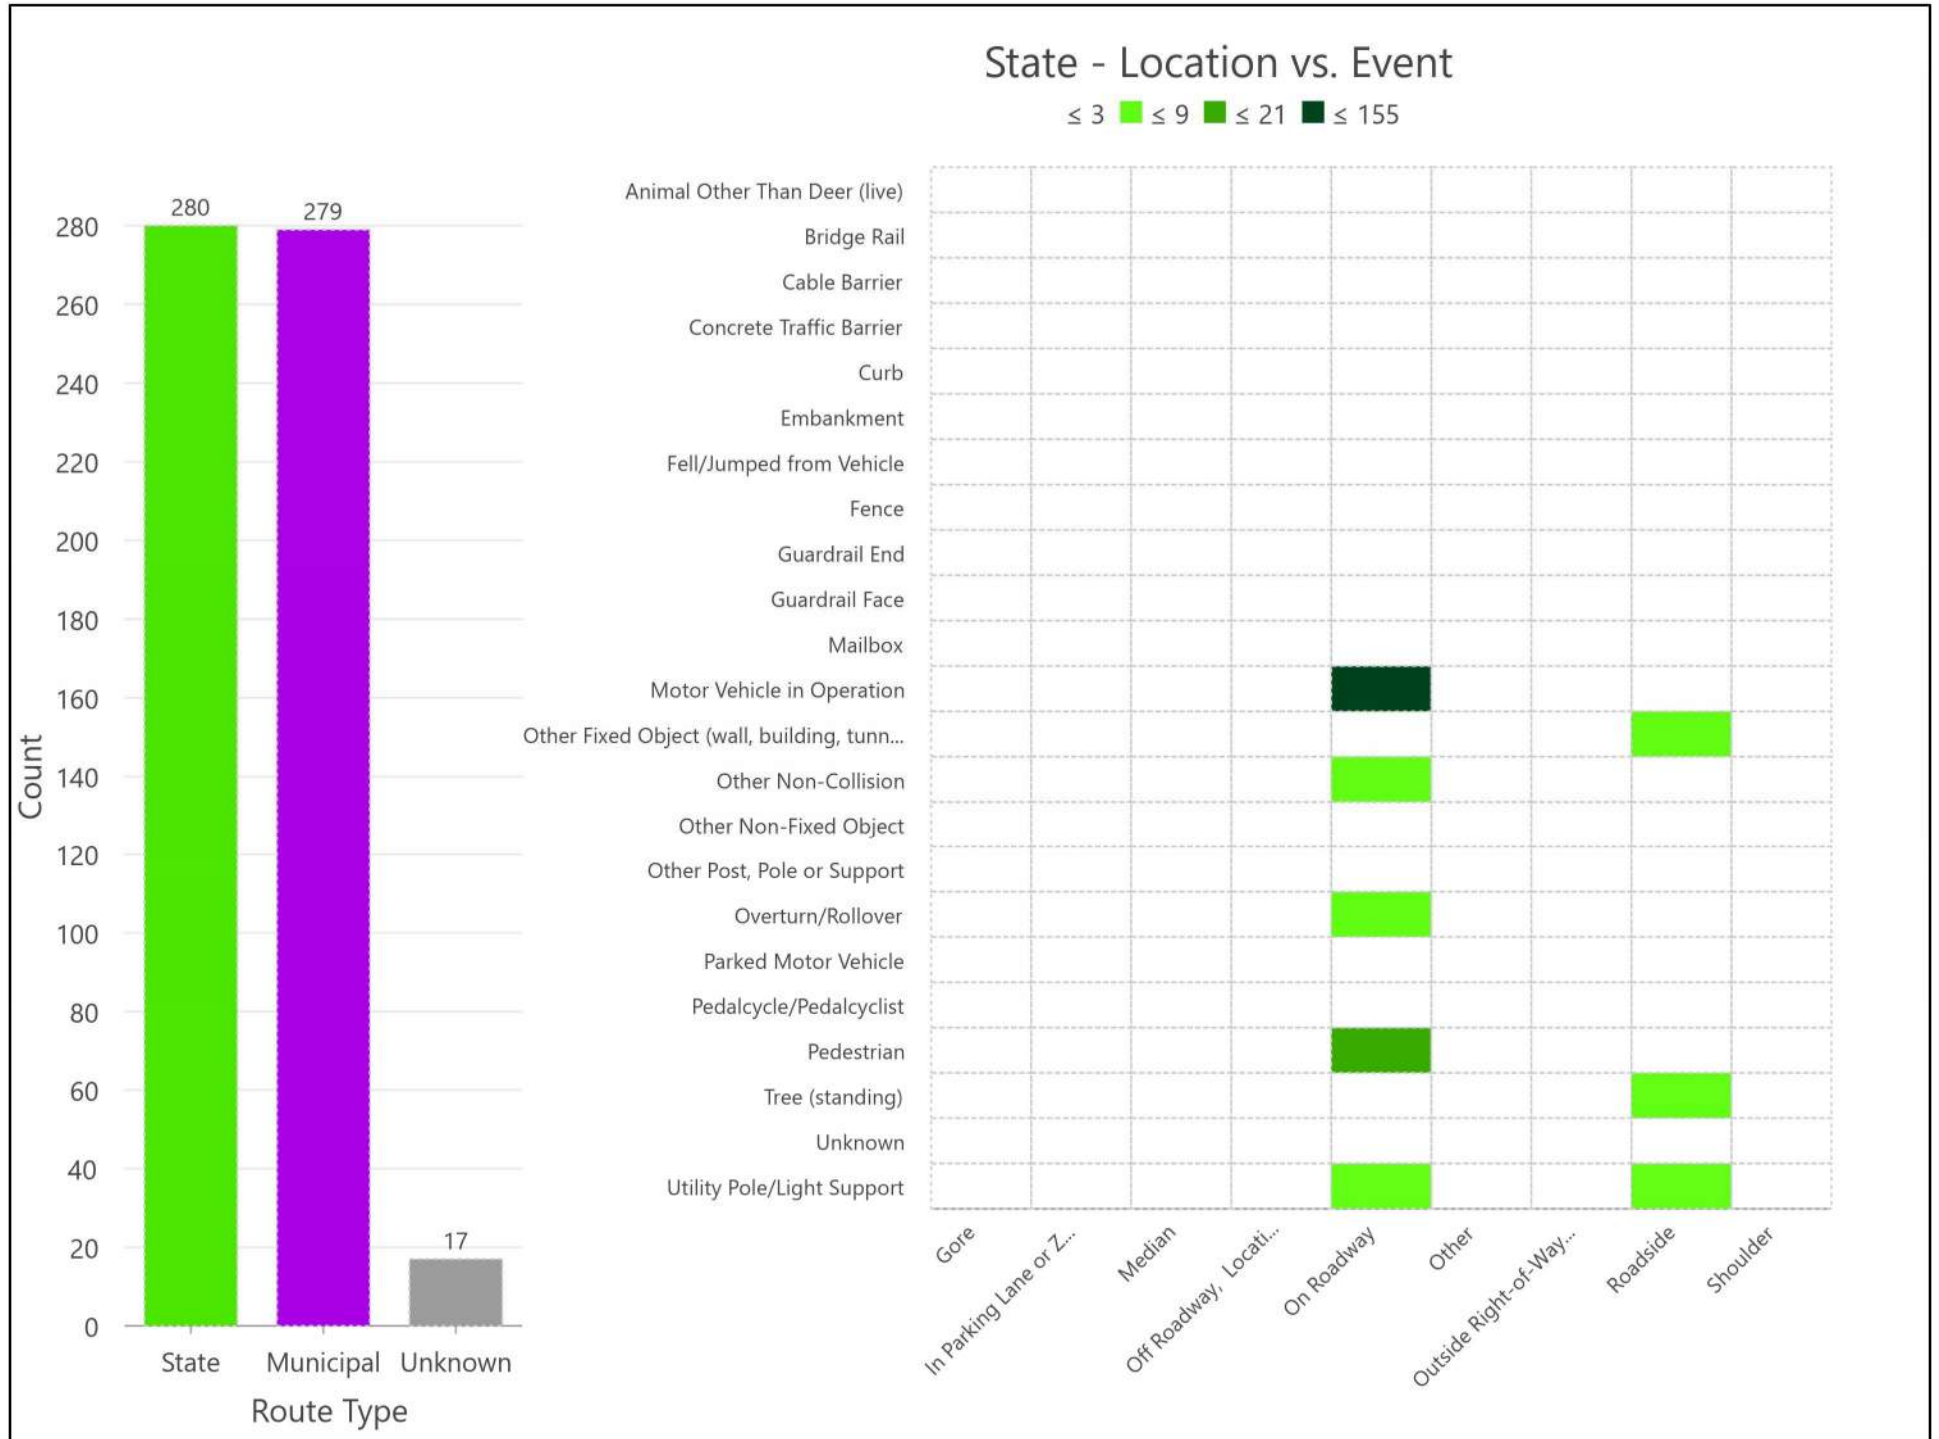 State - Location vs. Event
≤ 3 ≤ 9 ≤ 21 ≤ 155
280
279
17
280
260
240
220
200
180
160
140
120
100
80
60
40
20
0
Count
State Municipal Unknown
Route Type
Animal Other Than Deer (live)
Bridge Rail
Cable Barrier
Concrete Traffic Barrier
Curb
Embankment
Fell/Jumped from Vehicle
Fence
Guardrail End
Guardrail Face
Mailbox
Motor Vehicle in Operation
Other Fixed Object (wall, building, tunn...
Other Non-Collision
Other Non-Fixed Object
Other Post, Pole or Support
Overturn/Rollover
Parked Motor Vehicle
Pedalcycle/Pedalcyclist
Pedestrian
Tree (standing)
Unknown
Utility Pole/Light Support
Gore
In Parking Lane or Z...
Median
Off Roadway, Locati...
On Roadway
Other
Outside Right-of-Way...
Roadside
Shoulder